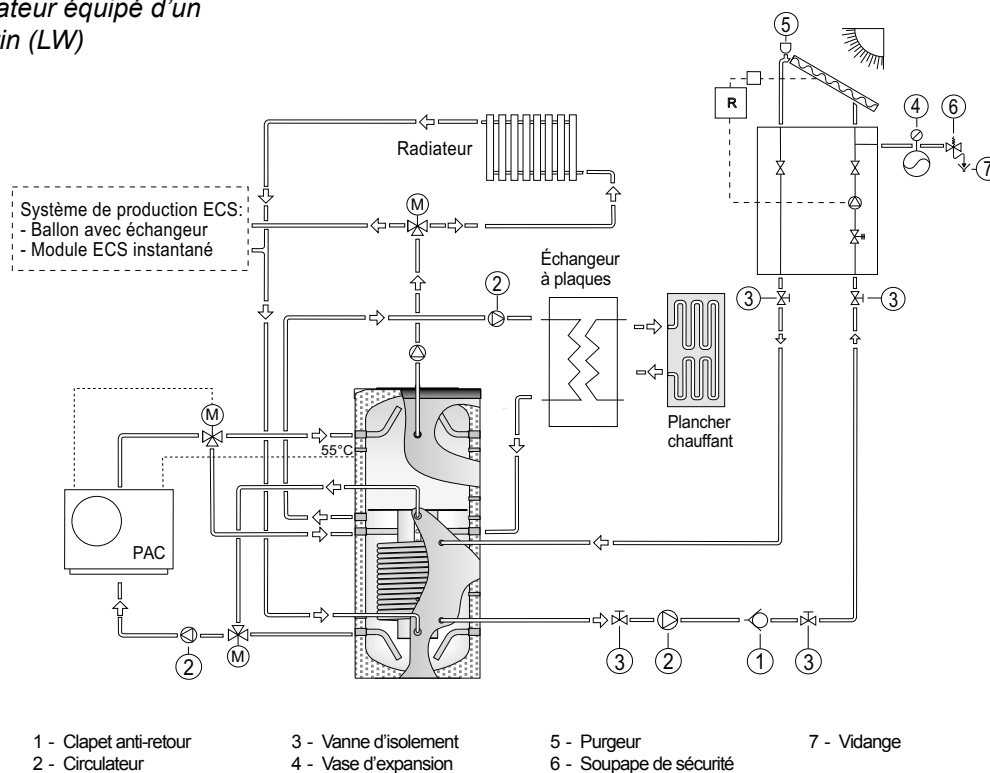 ateur équipé d'un
in (LW)
5
R
4
6
7
Radiateur
M
Système de production ECS:
- Ballon avec échangeur
- Module ECS instantané
Échangeur
à plaques
2
3
3
M
55°C
Plancher
chauffant
PAC
2
M
3
2
1
3
1 - Clapet anti-retour
2 - Circulateur
3 - Vanne d'isolement
4 - Vase d'expansion
5 - Purgeur
6 - Soupape de sécurité
7 - Vidange